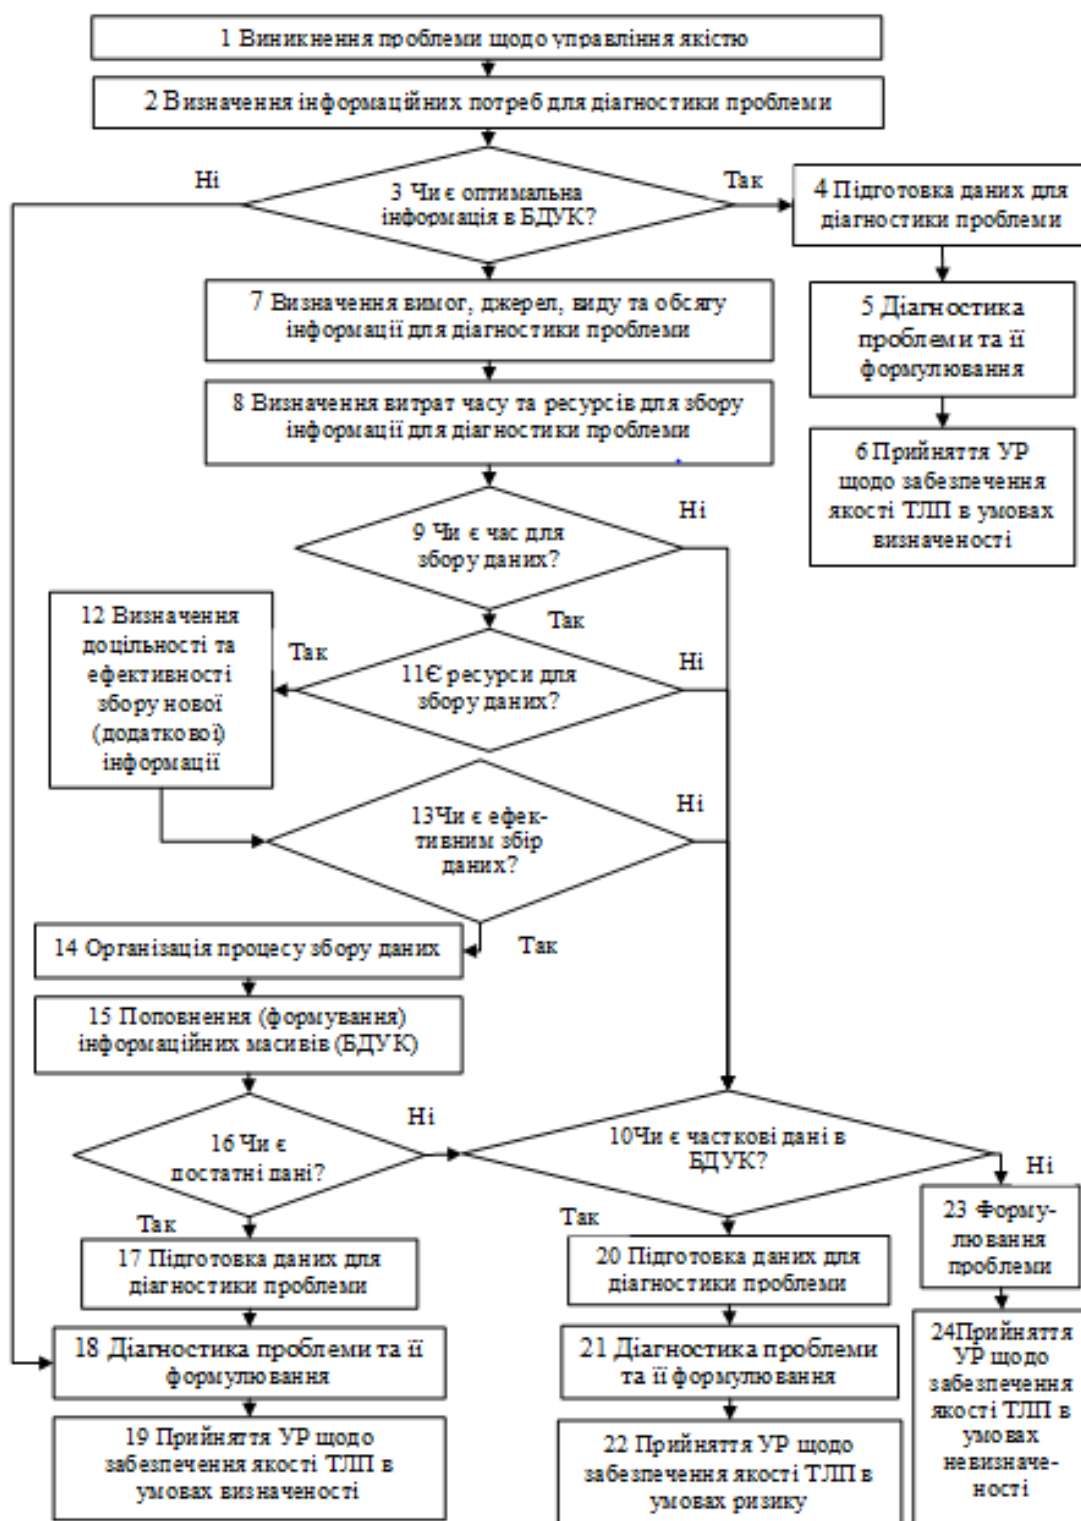 1 Виникнення проблеми щодо управління якістю
2 Визначення інформаційних потреб для діагностики проблеми
Ні
3 Чи є оптимальна
інформація в БДУК?
Так
4 Підготовка даних для
діагностики проблеми
7 Визначення вимог, джерел, виду та обсягу
інформації для діагностики проблеми
5 Діагностика
проблеми та її
формулювання
8 Визначення витрат часу та ресурсів для збору
інформації для діагностики проблеми
6 Прийняття УР
щодо забезпечення
якості ТЛП в умовах
визначеності
9 Чи є час для
збору даних?
Ні
Так
12 Визначення
доцільності та
ефективності
збору нової
(додаткової)
інформації
Так
11Є ресурси для
збору даних?
Ні
13Чи є ефек-
тивним збір
даних?
Ні
Так
14 Організація процесу збору даних
15 Поповнення (формування)
інформаційних масивів (БДУК)
16 Чи є
достатні дані?
Ні
10Чи є часткові дані в
БДУК?
Ні
Так
Так
17 Підготовка даних для
діагностики проблеми
20 Підготовка даних для
діагностики проблеми
23 Форму-
лювання
проблеми
18 Діагностика проблеми та її
формулювання
21 Діагностика проблеми
та її формулювання
24Прийняття
УР щодо
забезпечення
якості ТЛП в
умовах
невизначе-
ності
19 Прийняття УР щодо
забезпечення якості ТЛП в
умовах визначеності
22 Прийняття УР щодо
забезпечення якості ТЛП в
умовах ризику